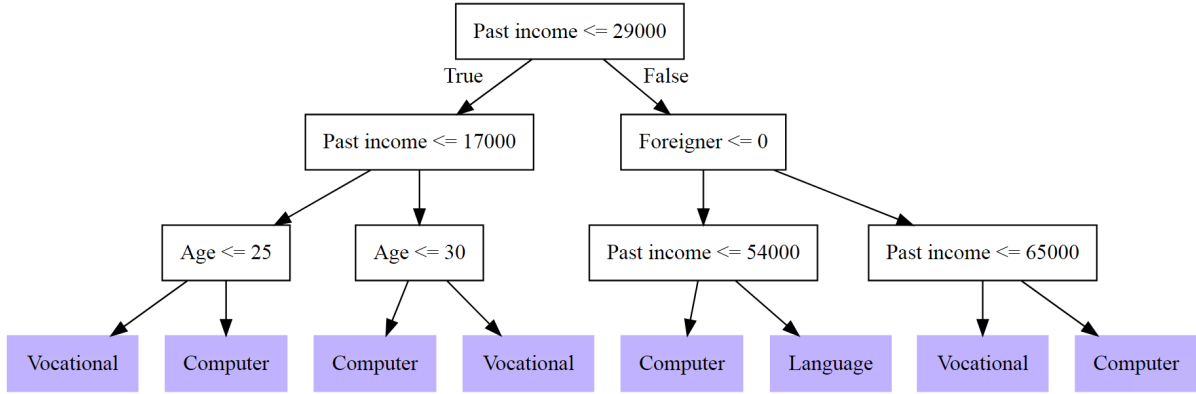 Past income <= 29000
True
False
Past income <= 17000
Foreigner <= 0
Age <= 25
Age <= 30
Past income <= 54000
Past income <= 65000
Vocational
Computer
Computer
Vocational
Computer
Language
Vocational
Computer